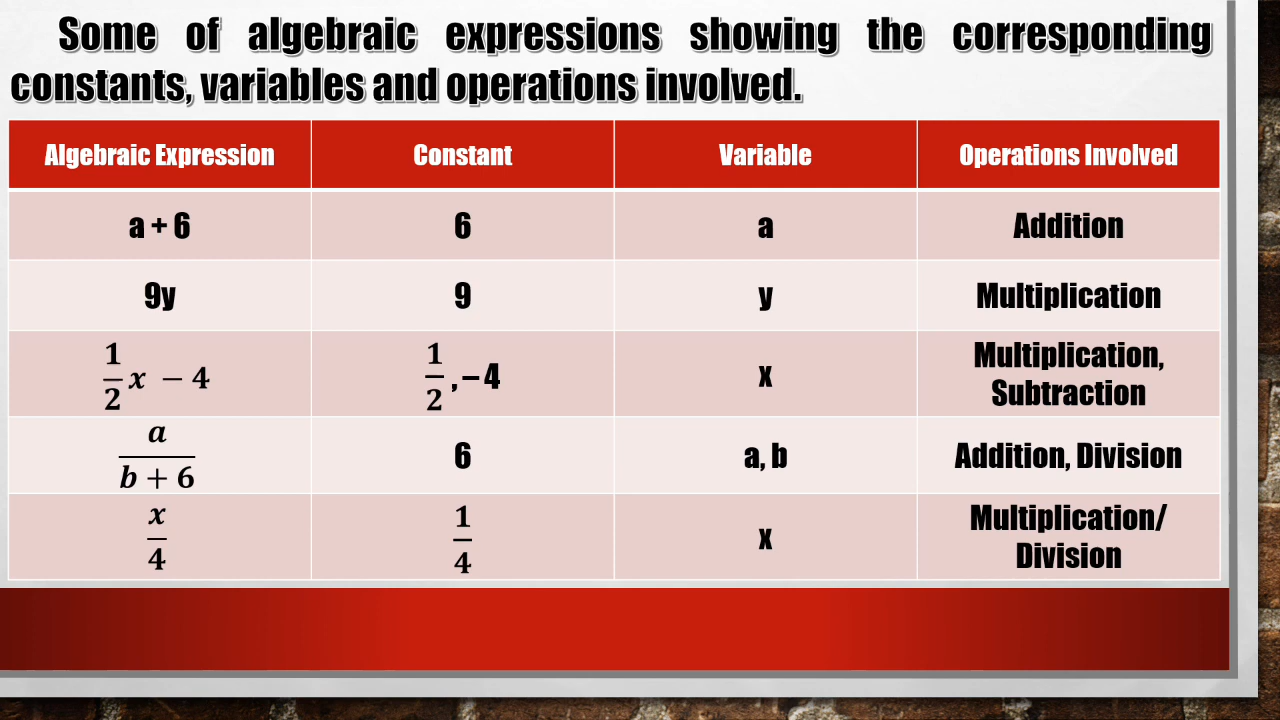 Some of algebraic expressions showing the corresponding
constants, variables and operations involved.
Algebraic Expression Constant Variable Operations Involved
a + 6 6 a Addition
9y 9 y Multiplication
1/2 x − 4 1/2 , – 4 x Multiplication,
Subtraction
a/(b + 6) 6 a, b Addition, Division
x/4 1/4 x Multiplication/
Division